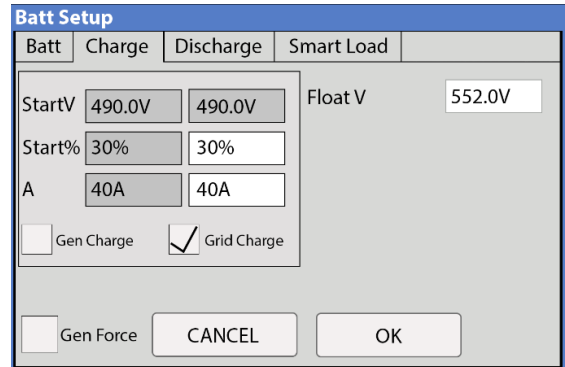 Batt Setup
Batt Charge Discharge Smart Load
StartV 490.0V 490.0V Float V 552.0V
Start% 30% 30%
A 40A 40A
Gen Charge Grid Charge
Gen Force CANCEL OK